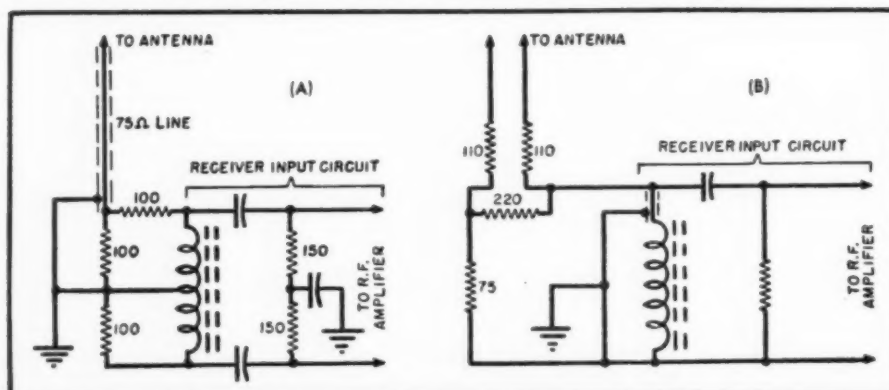 TO ANTENNA
(A)
75Ω LINE
RECEIVER INPUT CIRCUIT
100
100
100
150
150
TO R.F. AMPLIFIER
TO ANTENNA
(B)
110
110
RECEIVER INPUT CIRCUIT
220
75
TO R.F. AMPLIFIER